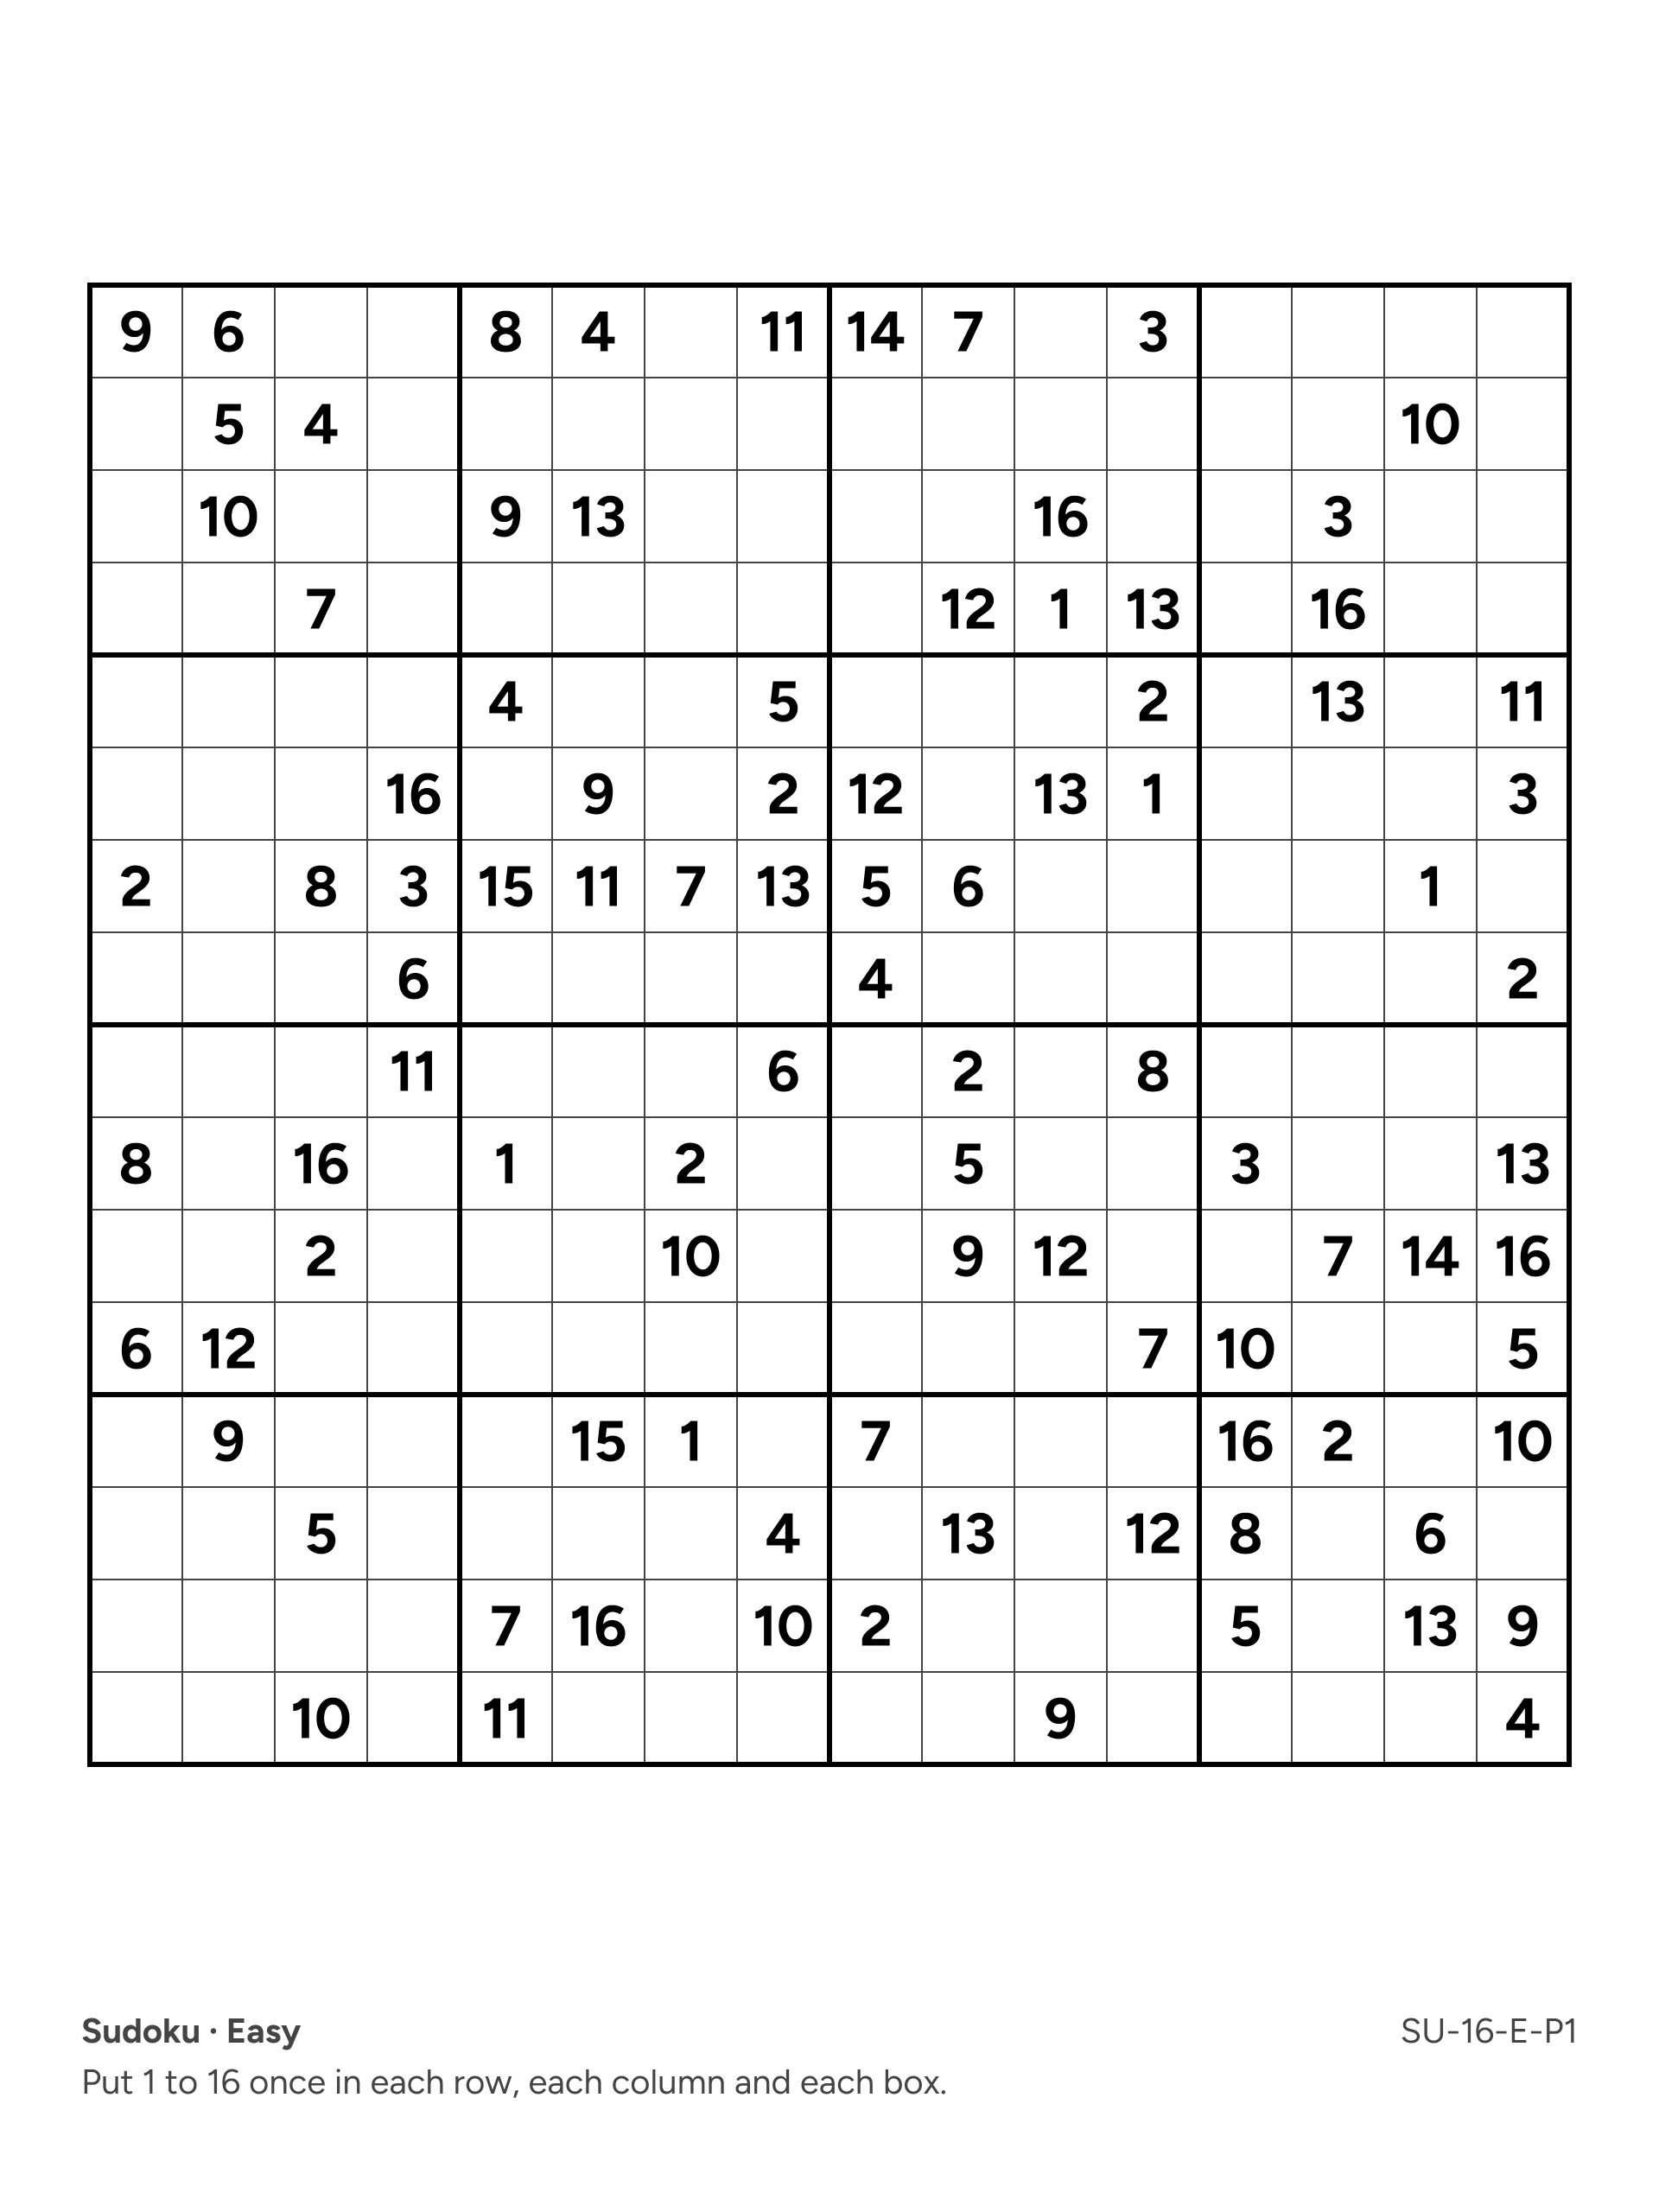 9 6 8 4 11 14 7 3
5 4 10
10 9 13 16 3
7 12 1 13 16
4 5 2 13 11
16 9 2 12 13 1 3
2 8 3 15 11 7 13 5 6 1
6 4 2
11 6 2 8
8 16 1 2 5 3 13
2 10 9 12 7 14 16
6 12 7 10 5
9 15 1 7 16 2 10
5 4 13 12 8 6
7 16 10 2 5 13 9
10 11 9 4
Sudoku · Easy
SU-16-E-P1
Put 1 to 16 once in each row, each column and each box.